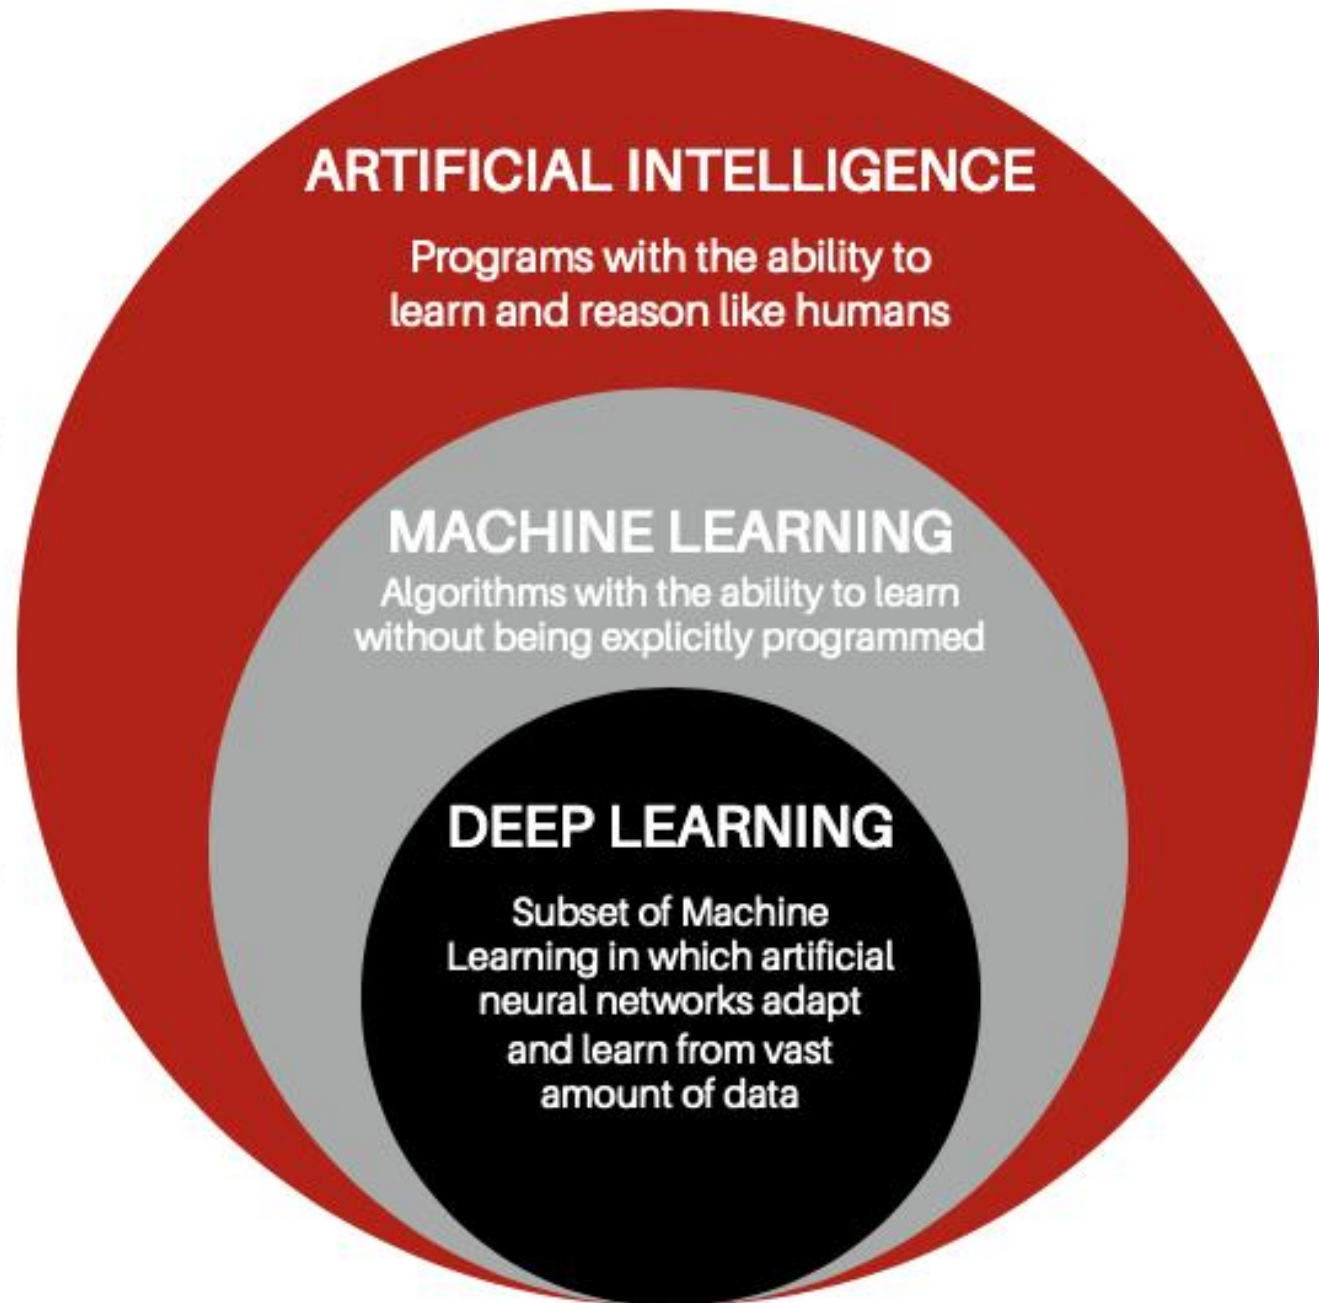 ARTIFICIAL INTELLIGENCE
Programs with the ability to
learn and reason like humans
MACHINE LEARNING
Algorithms with the ability to learn
without being explicitly programmed
DEEP LEARNING
Subset of Machine
Learning in which artificial
neural networks adapt
and learn from vast
amount of data